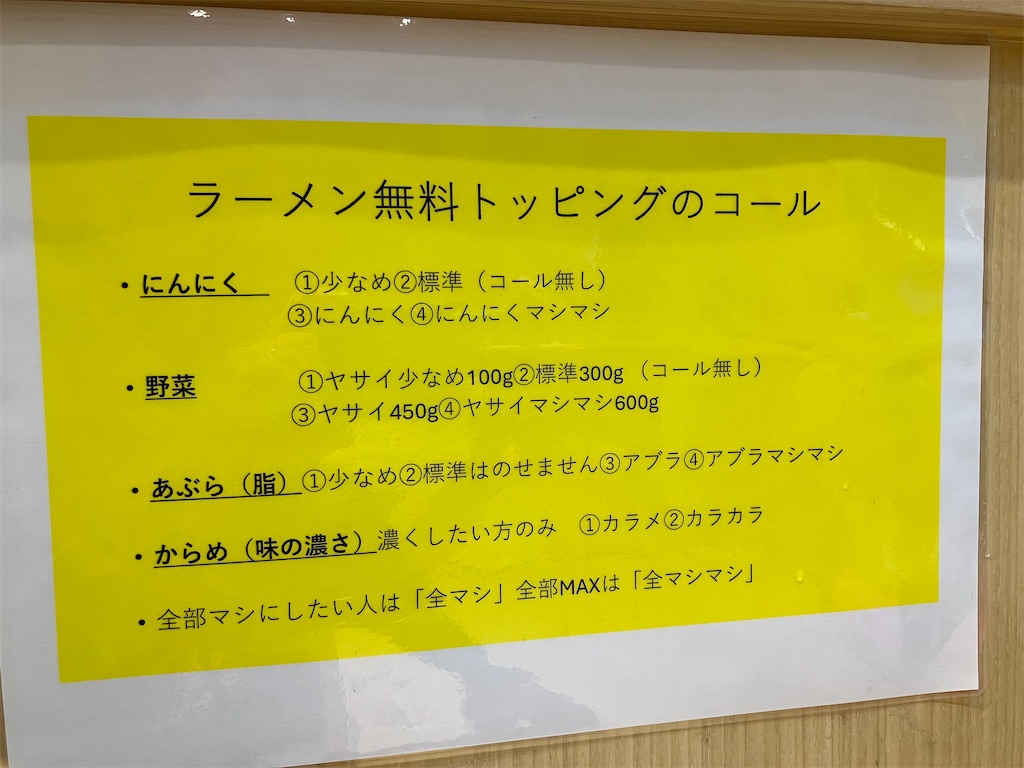 ラーメン無料トッピングのコール
・にんにく　①少なめ②標準（コール無し）
③にんにく④にんにくマシマシ
・野菜　①ヤサイ少なめ100g②標準300g（コール無し）
③ヤサイ450g④ヤサイマシマシ600g
・あぶら（脂）①少なめ②標準はのせません③アブラ④アブラマシマシ
・からめ（味の濃さ）濃くしたい方のみ　①カラメ②カラカラ
・全部マシにしたい人は「全マシ」全部MAXは「全マシマシ」